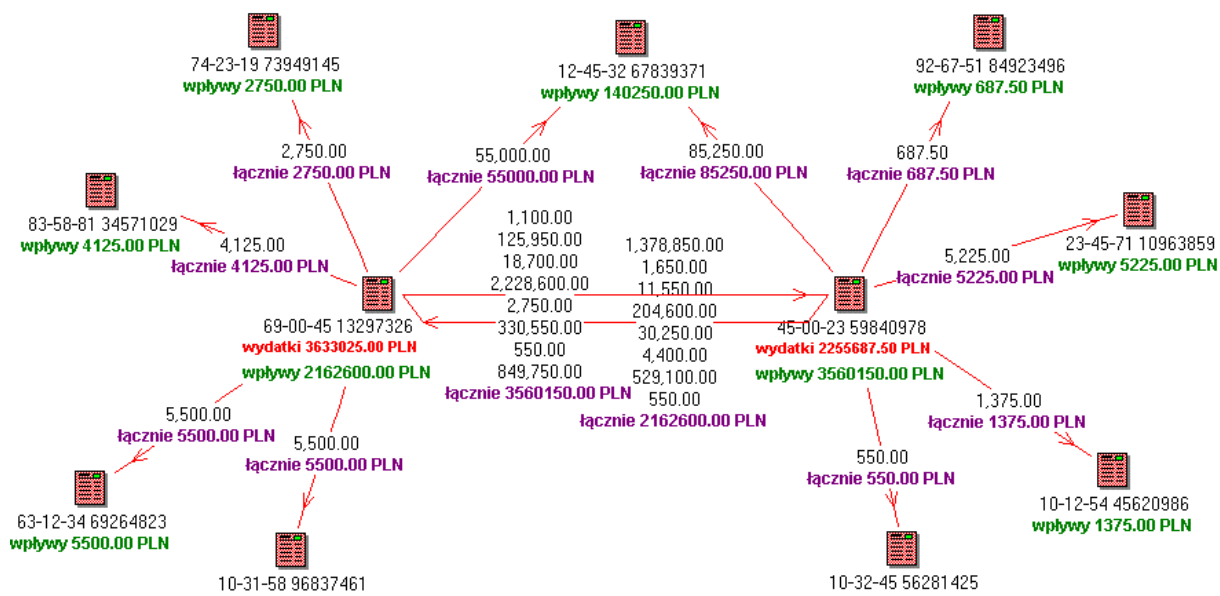 74-23-19 73949145
wpływy 2750.00 PLN
12-45-32 67839371
wpływy 140250.00 PLN
92-67-51 84923496
wpływy 687.50 PLN
2,750.00
łącznie 2750.00 PLN
55,000.00
łącznie 55000.00 PLN
85,250.00
łącznie 85250.00 PLN
687.50
łącznie 687.50 PLN
83-58-81 34571029
wpływy 4125.00 PLN
4,125.00
łącznie 4125.00 PLN
23-45-71 10963859
wpływy 5225.00 PLN
5,225.00
łącznie 5225.00 PLN
1,100.00
125,950.00
18,700.00
2,228,600.00
2,750.00
330,550.00
550.00
849,750.00
łącznie 3560150.00 PLN
1,378,850.00
1,650.00
11,550.00
204,600.00
30,250.00
4,400.00
529,100.00
550.00
łącznie 2162600.00 PLN
69-00-45 13297326
wydatki 3633025.00 PLN
wpływy 2162600.00 PLN
45-00-23 59840978
wydatki 2255687.50 PLN
wpływy 3560150.00 PLN
5,500.00
łącznie 5500.00 PLN
5,500.00
łącznie 5500.00 PLN
550.00
łącznie 550.00 PLN
1,375.00
łącznie 1375.00 PLN
63-12-34 69264823
wpływy 5500.00 PLN
10-31-58 96837461
10-32-45 56281425
10-12-54 45620986
wpływy 1375.00 PLN